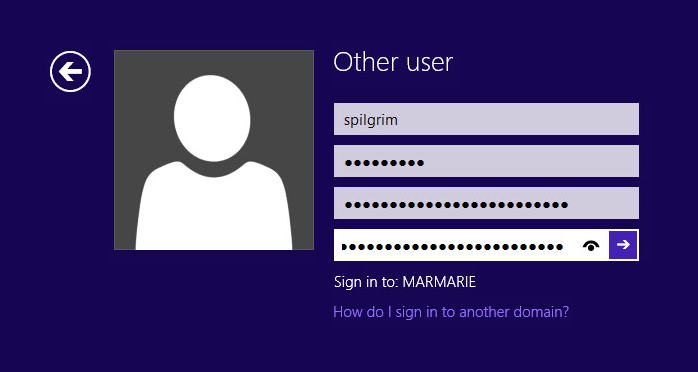 Other user
spilgrim
●●●●●●●●●
●●●●●●●●●●●●●●●●●●●●●●●●●
●●●●●●●●●●●●●●●●●●●●●●●●●
Sign in to: MARMARIE
How do I sign in to another domain?